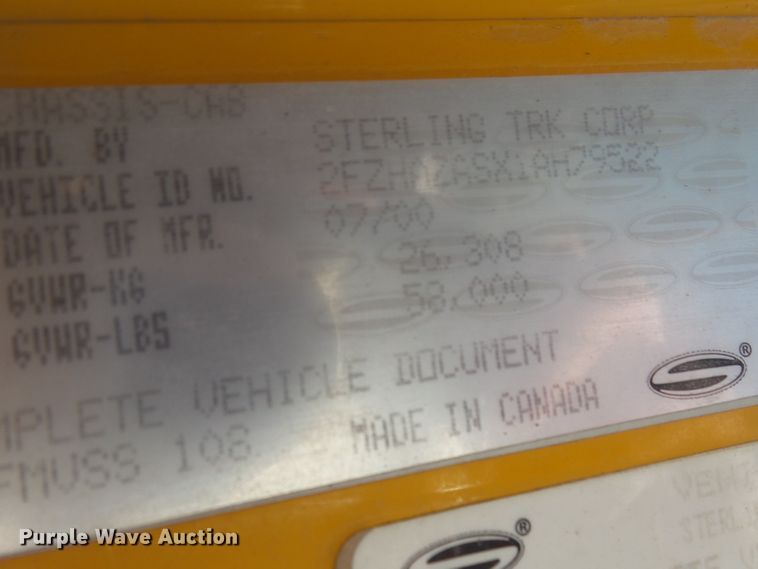 CHASSIS-CAB
MFD. BY STERLING TRK CORP.
VEHICLE ID NO.
DATE OF MFR. 07/00
GVWR-KG 26,308
GVWR-LBS 58,000
MPLETE VEHICLE DOCUMENT
FMVSS 108. MADE IN CANADA
®
®
VEHI
Purple Wave Auction